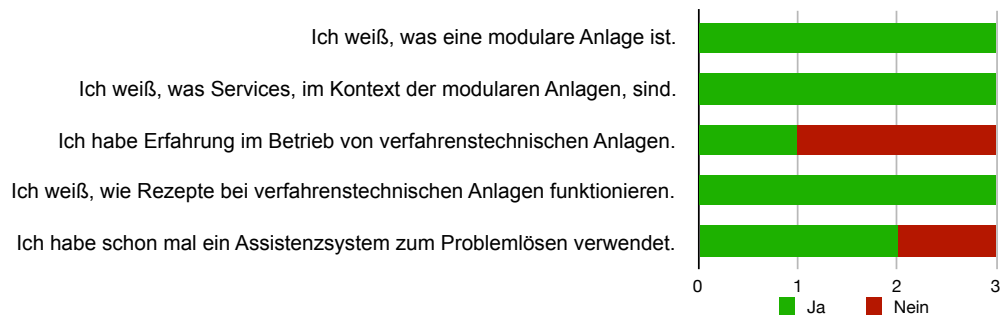 Ich weiß, was eine modulare Anlage ist.
Ich weiß, was Services, im Kontext der modularen Anlagen, sind.
Ich habe Erfahrung im Betrieb von verfahrenstechnischen Anlagen.
Ich weiß, wie Rezepte bei verfahrenstechnischen Anlagen funktionieren.
Ich habe schon mal ein Assistenzsystem zum Problemlösen verwendet.
0 1 2 3
Ja Nein